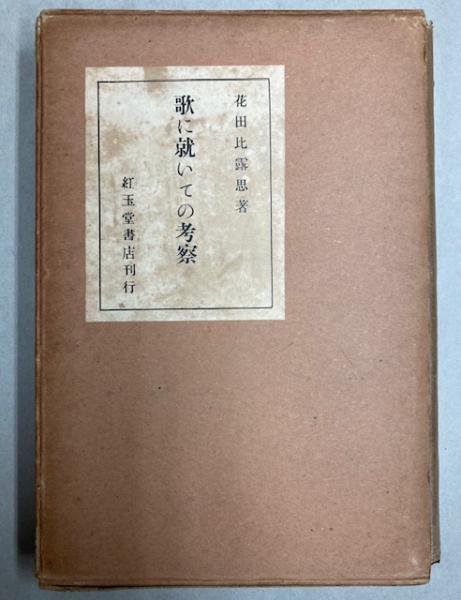 花田比露思著
歌に就いての考察
紅玉堂書店刊行